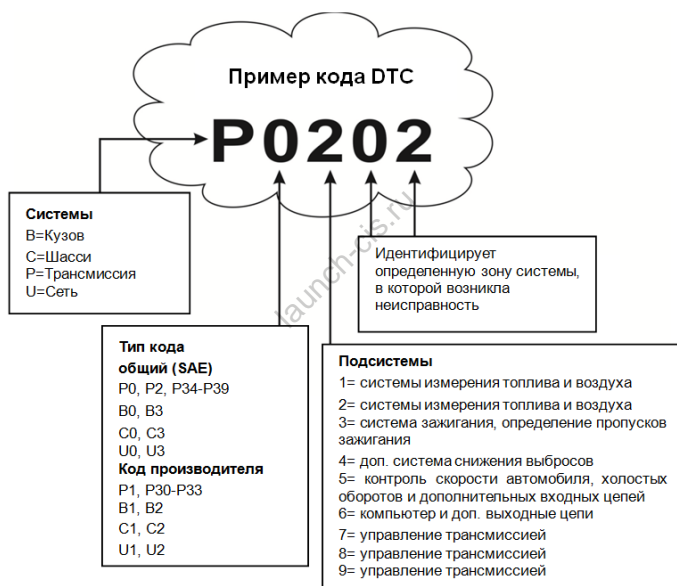 Пример кода DTC
P0202
Системы
B=Кузов
C=Шасси
P=Трансмиссия
U=Сеть
Идентифицирует
определенную зону системы,
в которой возникла
неисправность
launch-cis.ru
Тип кода
общий (SAE)
P0, P2, P34-P39
B0, B3
C0, C3
U0, U3
Код производителя
P1, P30-P33
B1, B2
C1, C2
U1, U2
Подсистемы
1= системы измерения топлива и воздуха
2= системы измерения топлива и воздуха
3= система зажигания, определение пропусков
зажигания
4= доп. система снижения выбросов
5= контроль скорости автомобиля, холостых
оборотов и дополнительных входных цепей
6= компьютер и доп. выходные цепи
7= управление трансмиссией
8= управление трансмиссией
9= управление трансмиссией